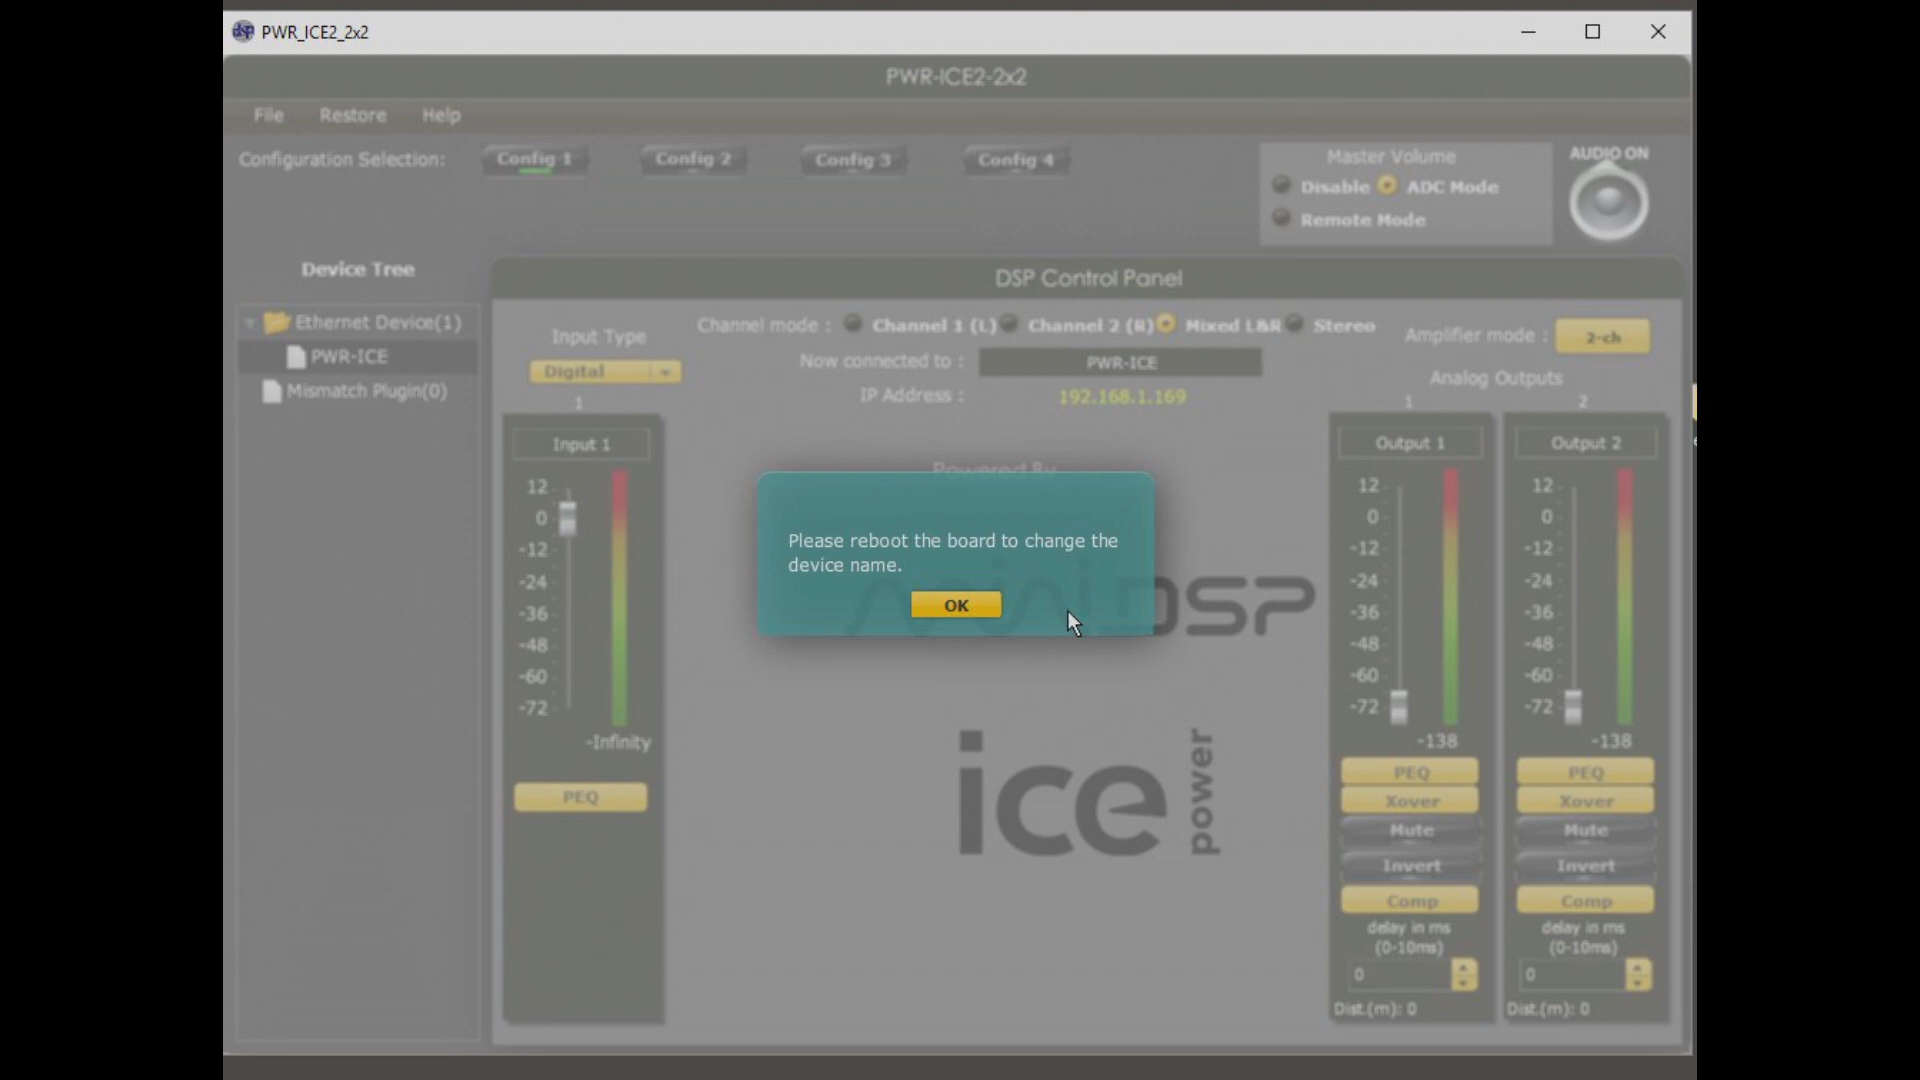 PWR_ICE2_2x2
PWR-ICE2-2x2
File Restore Help
Configuration Selection: Config 1 Config 2 Config 3 Config 4
Master Volume
Disable ADC Mode
Remote Mode
AUDIO ON
Device Tree
Ethernet Device(1)
PWR-ICE
Mismatch Plugin(0)
DSP Control Panel
Input Type
Digital
Channel mode : Channel 1 (L) Channel 2 (R) Mixed L&R Stereo
Now connected to : PWR-ICE
IP Address : 192.168.1.169
Amplifier mode : 2-ch
Analog Outputs
1
Input 1
12
0
-12
-24
-36
-48
-60
-72
-Infinity
PEQ
Powered By
Please reboot the board to change the
device name.
OK
miniDSP
ice
power
1
Output 1
12
0
-12
-24
-36
-48
-60
-72
-138
PEQ
Xover
Mute
Invert
Comp
delay in ms
(0-10ms)
0
Dist.(m): 0
2
Output 2
12
0
-12
-24
-36
-48
-60
-72
-138
PEQ
Xover
Mute
Invert
Comp
delay in ms
(0-10ms)
0
Dist.(m): 0